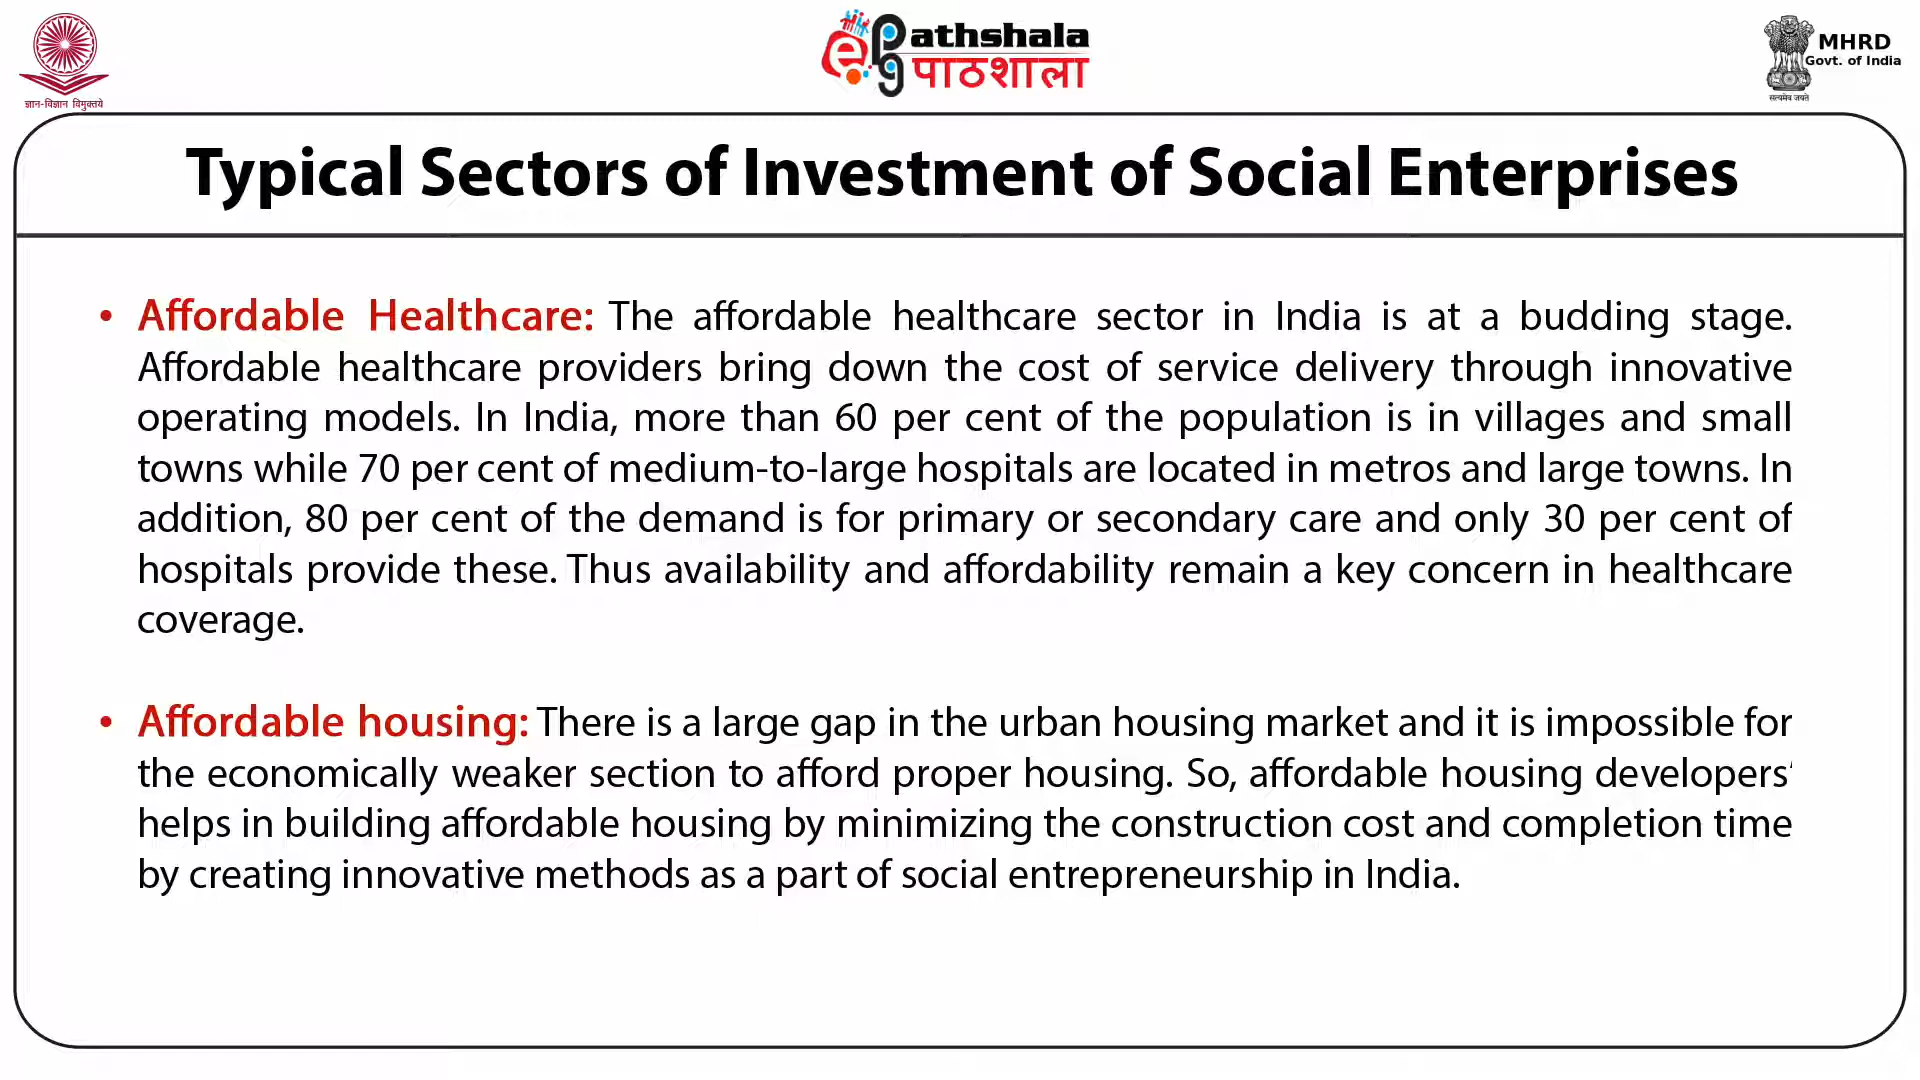 ज्ञान-विज्ञान विमुक्तये
e Pathshala
पाठशाला
MHRD
Govt. of India
सत्यमेव जयते
Typical Sectors of Investment of Social Enterprises
• Affordable Healthcare: The affordable healthcare sector in India is at a budding stage.
Affordable healthcare providers bring down the cost of service delivery through innovative
operating models. In India, more than 60 per cent of the population is in villages and small
towns while 70 per cent of medium-to-large hospitals are located in metros and large towns. In
addition, 80 per cent of the demand is for primary or secondary care and only 30 per cent of
hospitals provide these. Thus availability and affordability remain a key concern in healthcare
coverage.
• Affordable housing: There is a large gap in the urban housing market and it is impossible for
the economically weaker section to afford proper housing. So, affordable housing developers'
helps in building affordable housing by minimizing the construction cost and completion time
by creating innovative methods as a part of social entrepreneurship in India.